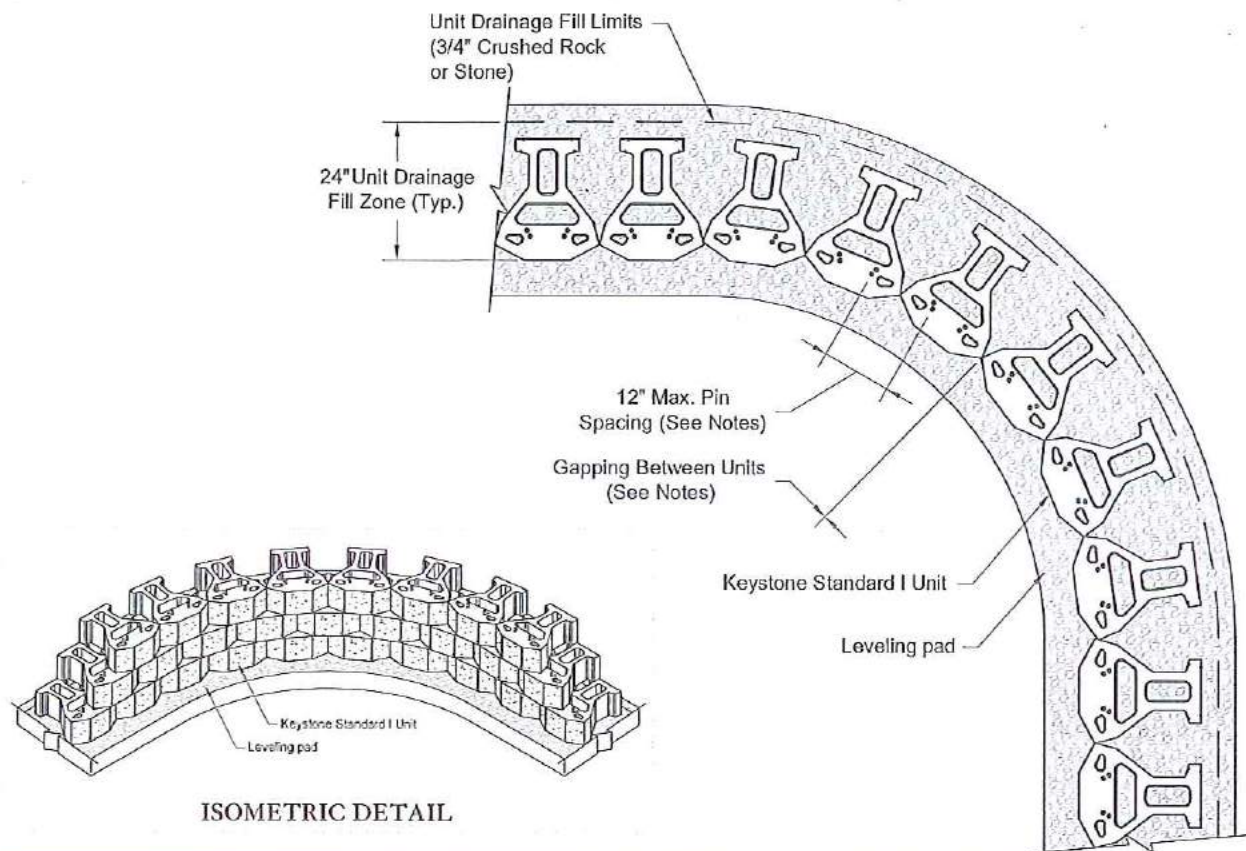 Unit Drainage Fill Limits
(3/4" Crushed Rock
or Stone)
24"Unit Drainage
Fill Zone (Typ.)
12" Max. Pin
Spacing (See Notes)
Gapping Between Units
(See Notes)
Keystone Standard I Unit
Leveling pad
Keystone Standard I Unit
Leveling pad
ISOMETRIC DETAIL